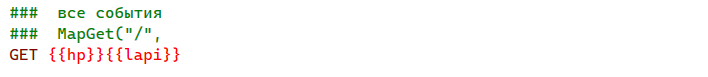 ###  все события
###  MapGet("/",
GET {{hp}}{{lapi}}